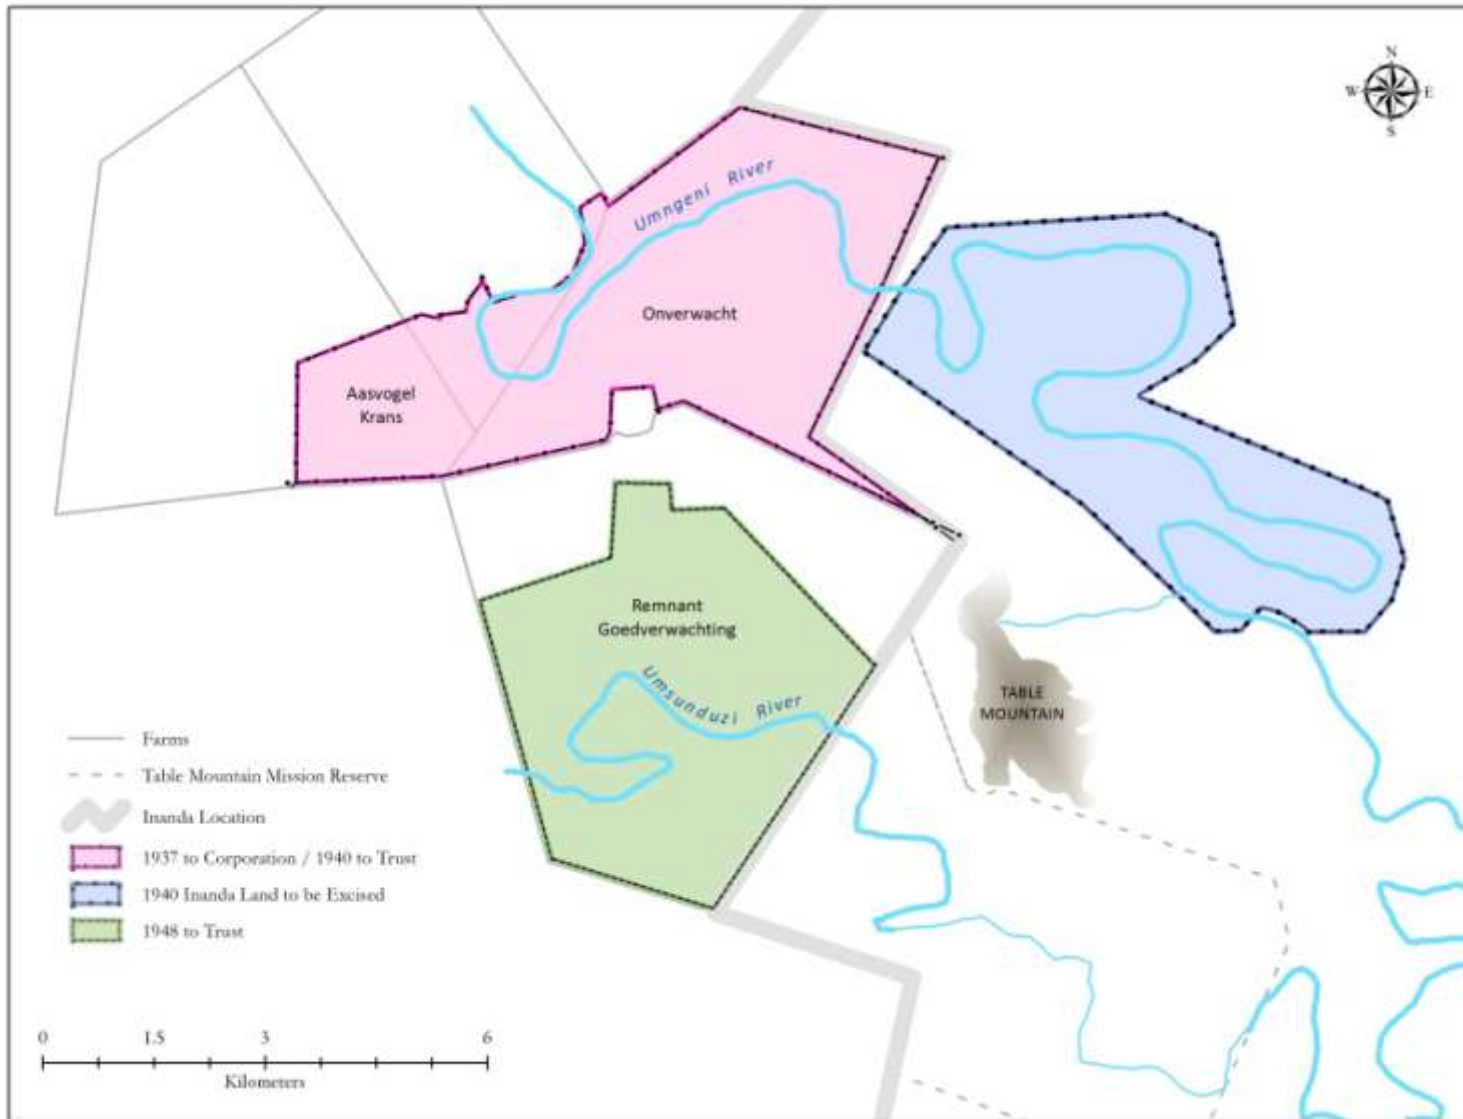 N
W E
S
Umngeni River
Onverwacht
Aasvogel
Krans
Remnant
Goedverwachting
Umsunduzi River
TABLE
MOUNTAIN
Farms
Table Mountain Mission Reserve
Inanda Location
1937 to Corporation / 1940 to Trust
1940 Inanda Land to be Excised
1948 to Trust
0 1.5 3 6
Kilometers